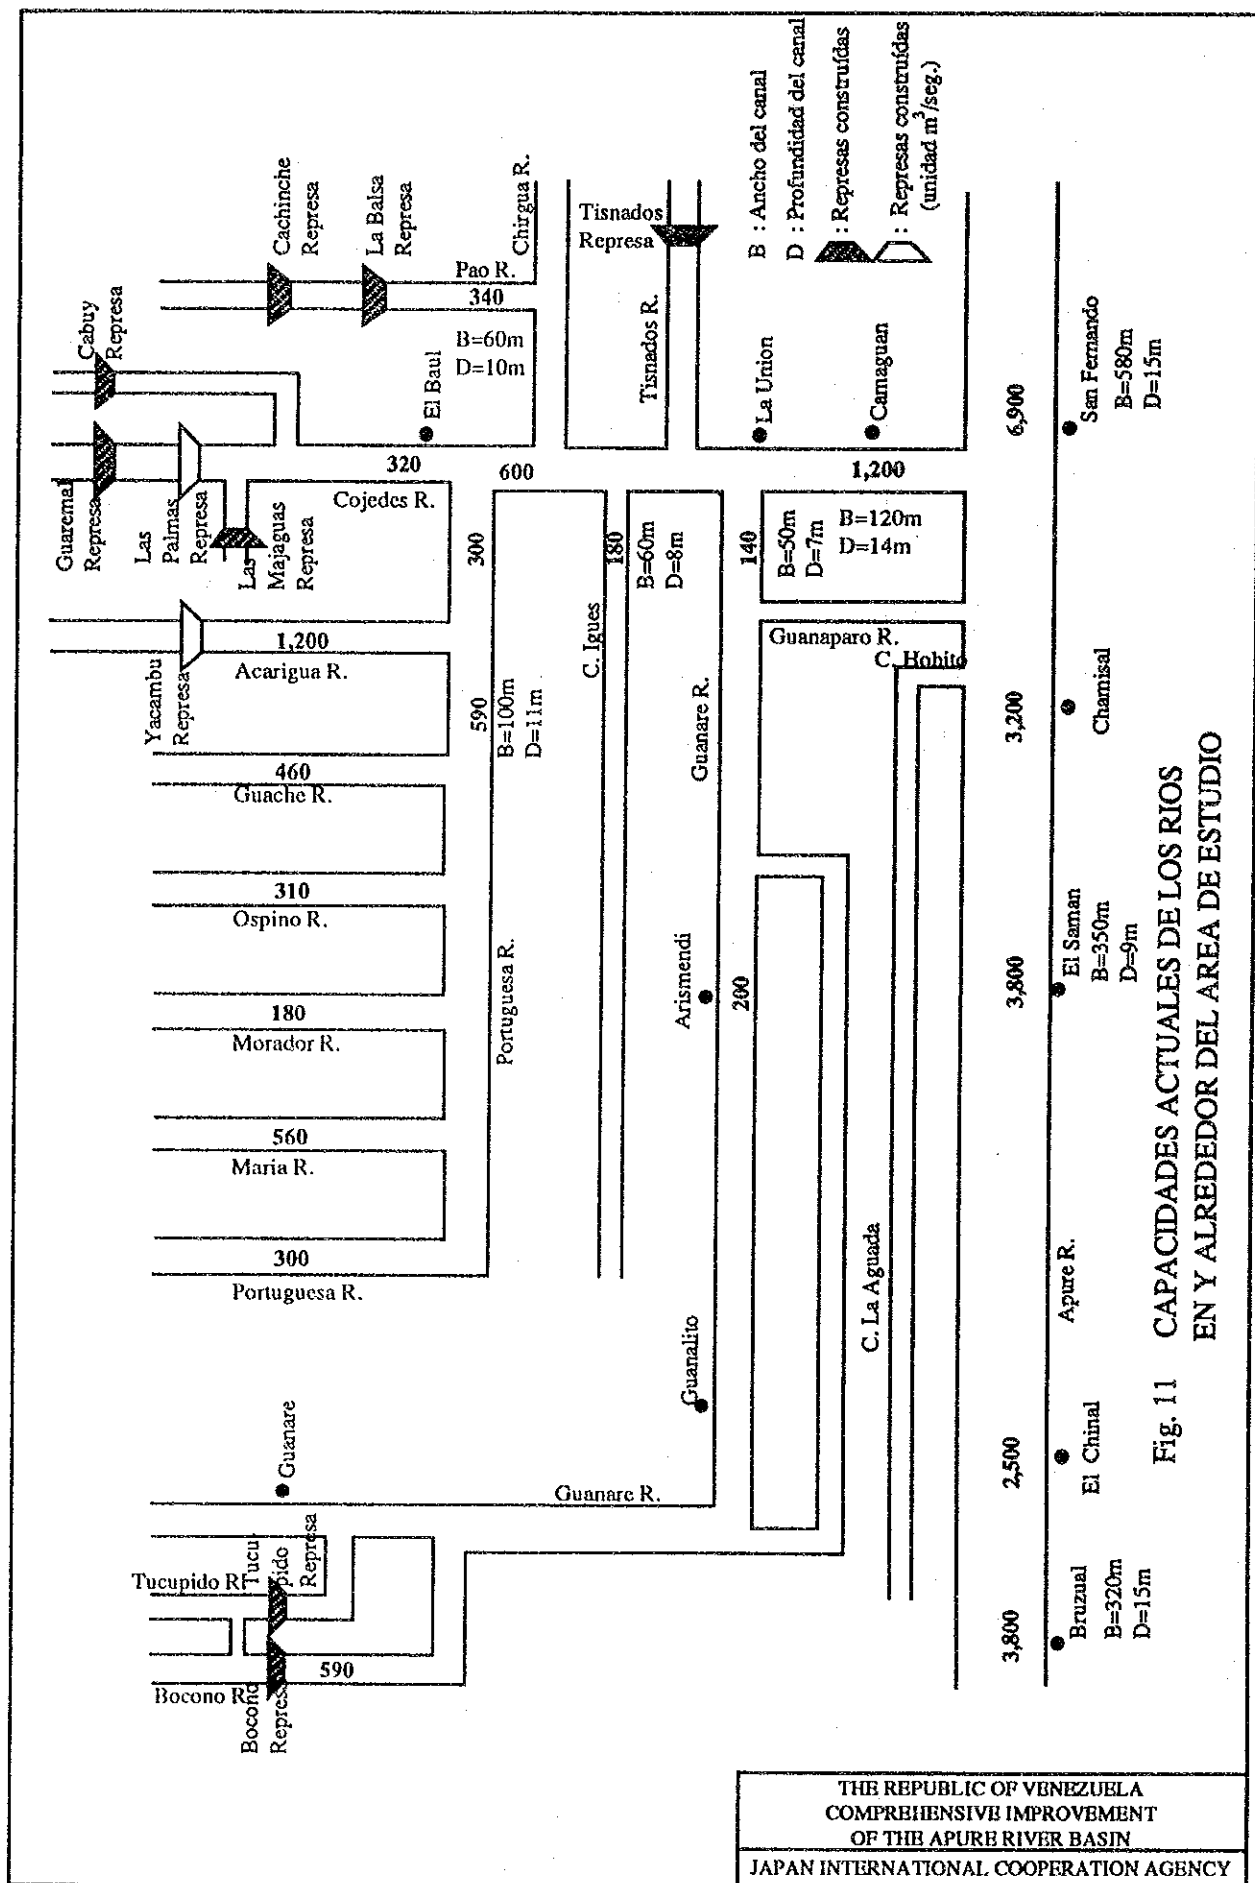 Cachinche
Represa
La Balsa
Represa
Chirgua R.
Pao R.
340
B=60m
D=10m
Cabuy
Represa
El Baul
Guaremal
Represa
Las
Palmas
Represa
Las
Majaguas
Represa
320
Cojedes R.
600
Tisnados
Represa
Tisnados R.
La Union
Camaguan
1,200
B=120m
D=14m
B : Ancho del canal
D : Profundidad del canal
: Represas construídas
: Represas construídas
(unidad m³/seg.)
Yacambu
Represa
1,200
Acarigua R.
460
Guache R.
310
Ospino R.
180
Morador R.
560
Maria R.
300
Portuguesa R.
300
590
B=100m
D=11m
Portuguesa R.
C. Igues
180
B=60m
D=8m
Guanare R.
140
B=50m
D=7m
Guanaparo R.
C. Hobito
Arismendi
200
Guanalito
Guanare
Guanare R.
C. La Aguada
Tucupido R.
Tucu-
pido
Represa
Bocono R.
Bocono
Represa
590
6,900
San Fernando
B=580m
D=15m
3,200
Chamisal
3,800
El Saman
B=350m
D=9m
Apure R.
2,500
El Chinal
3,800
Bruzual
B=320m
D=15m
Fig. 11 CAPACIDADES ACTUALES DE LOS RIOS
EN Y ALREDEDOR DEL AREA DE ESTUDIO
THE REPUBLIC OF VENEZUELA
COMPREHENSIVE IMPROVEMENT
OF THE APURE RIVER BASIN
JAPAN INTERNATIONAL COOPERATION AGENCY